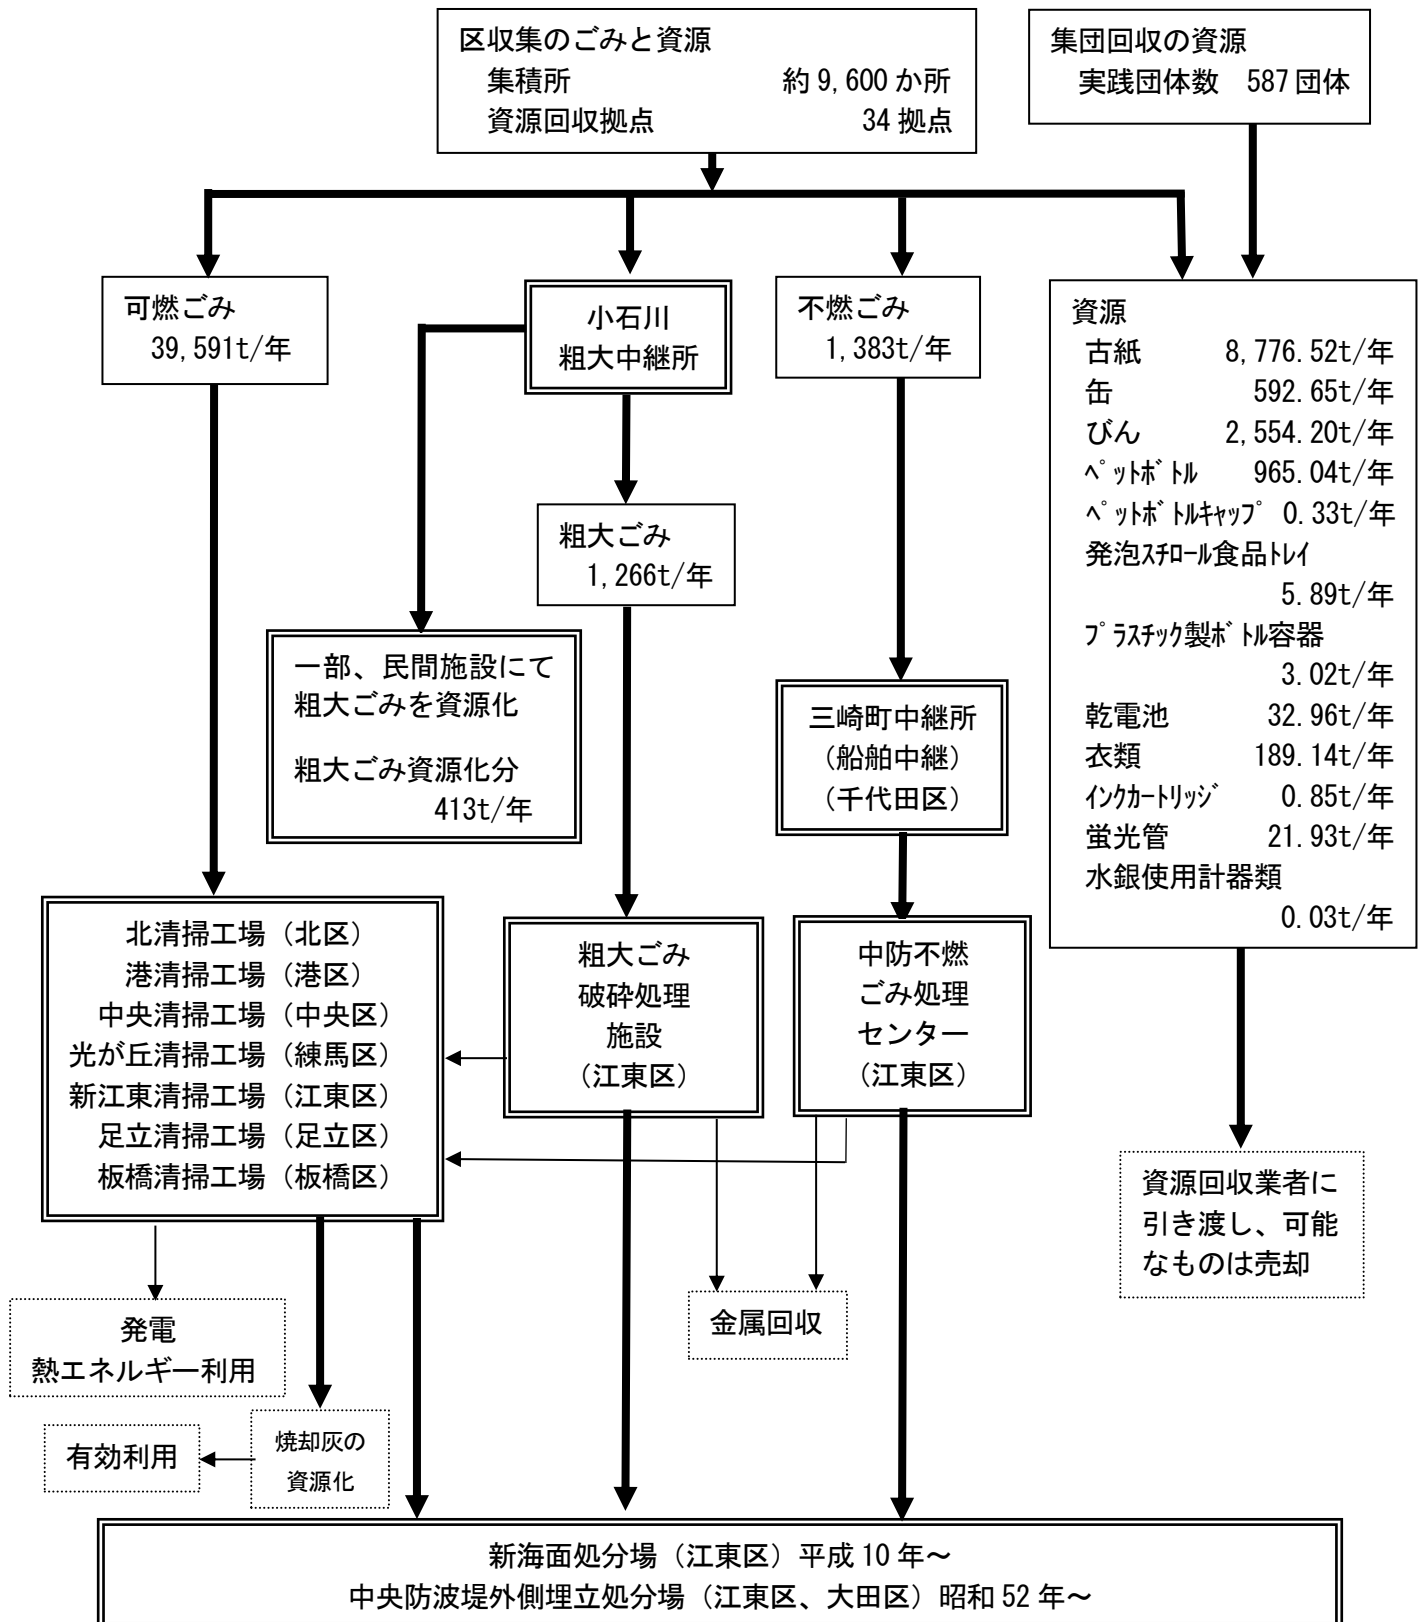 区収集のごみと資源
集積所 約9,600か所
資源回収拠点 34拠点
集団回収の資源
実践団体数 587団体
可燃ごみ
39,591t/年
小石川
粗大中継所
不燃ごみ
1,383t/年
資源
古紙 8,776.52t/年
缶 592.65t/年
びん 2,554.20t/年
ﾍﾟｯﾄﾎﾞﾄﾙ 965.04t/年
ﾍﾟｯﾄﾎﾞﾄﾙｷｬｯﾌﾟ 0.33t/年
発泡ｽﾁﾛｰﾙ食品ﾄﾚｲ
5.89t/年
ﾌﾟﾗｽﾁｯｸ製ﾎﾞﾄﾙ容器
3.02t/年
乾電池 32.96t/年
衣類 189.14t/年
ｲﾝｸｶｰﾄﾘｯｼﾞ 0.85t/年
蛍光管 21.93t/年
水銀使用計器類
0.03t/年
粗大ごみ
1,266t/年
一部、民間施設にて
粗大ごみを資源化
粗大ごみ資源化分
413t/年
三崎町中継所
（船舶中継）
（千代田区）
北清掃工場（北区）
港清掃工場（港区）
中央清掃工場（中央区）
光が丘清掃工場（練馬区）
新江東清掃工場（江東区）
足立清掃工場（足立区）
板橋清掃工場（板橋区）
粗大ごみ
破砕処理
施設
（江東区）
中防不燃
ごみ処理
センター
（江東区）
資源回収業者に
引き渡し、可能
なものは売却
発電
熱エネルギー利用
金属回収
有効利用
焼却灰の
資源化
新海面処分場（江東区）平成10年～
中央防波堤外側埋立処分場（江東区、大田区）昭和52年～